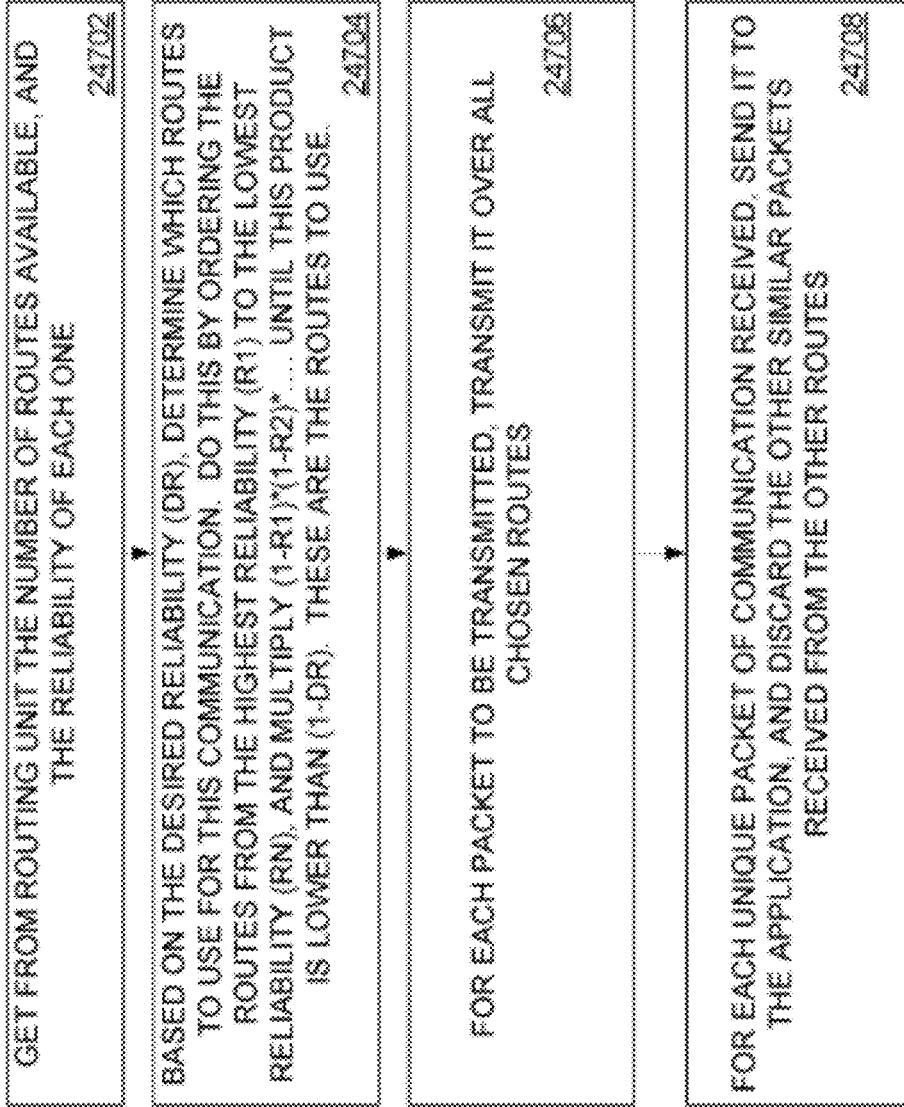 GET FROM ROUTING UNIT THE NUMBER OF ROUTES AVAILABLE, AND
THE RELIABILITY OF EACH ONE
24702
BASED ON THE DESIRED RELIABILITY (DR), DETERMINE WHICH ROUTES
TO USE FOR THIS COMMUNICATION. DO THIS BY ORDERING THE
ROUTES FROM THE HIGHEST RELIABILITY (R1) TO THE LOWEST
RELIABILITY (RN), AND MULTIPLY (1-R1)*(1-R2)*.... UNTIL THIS PRODUCT
IS LOWER THAN (1-DR). THESE ARE THE ROUTES TO USE.
24704
FOR EACH PACKET TO BE TRANSMITTED, TRANSMIT IT OVER ALL
CHOSEN ROUTES
24706
FOR EACH UNIQUE PACKET OF COMMUNICATION RECEIVED, SEND IT TO
THE APPLICATION, AND DISCARD THE OTHER SIMILAR PACKETS
RECEIVED FROM THE OTHER ROUTES
24708